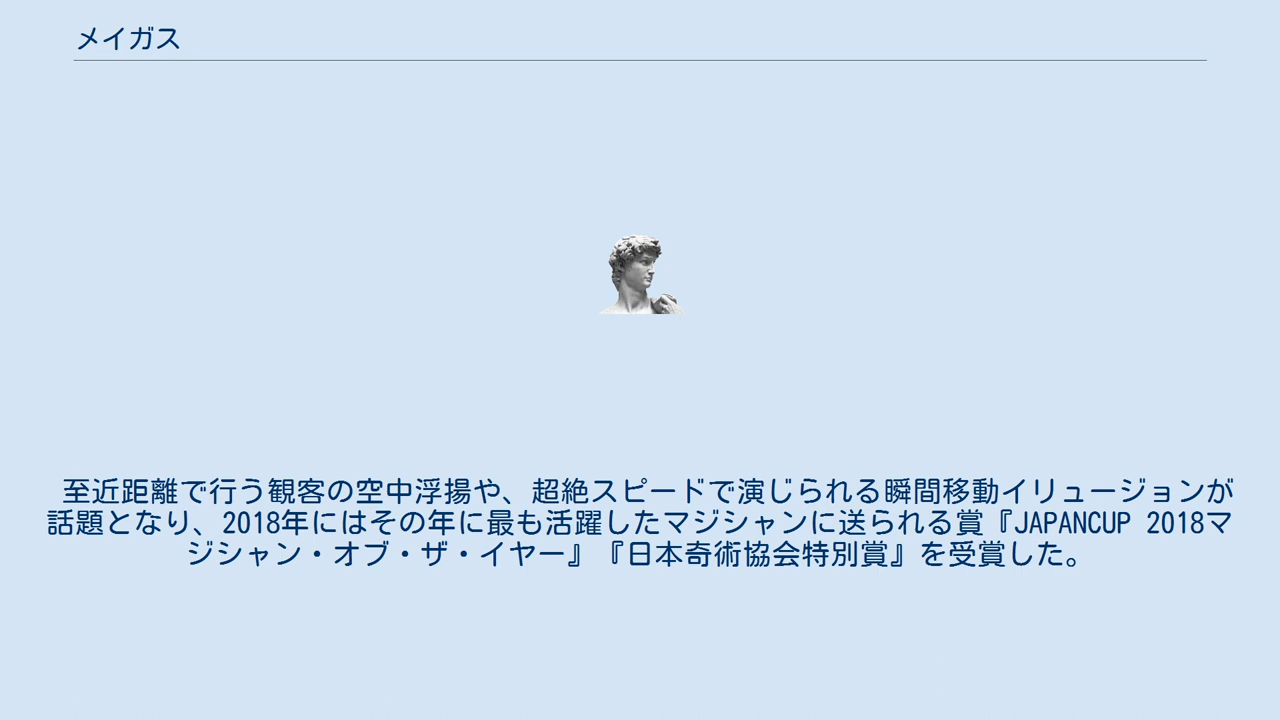 メイガス
至近距離で行う観客の空中浮揚や、超絶スピードで演じられる瞬間移動イリュージョンが
話題となり、2018年にはその年に最も活躍したマジシャンに送られる賞『JAPANCUP 2018マ
ジシャン・オブ・ザ・イヤー』『日本奇術協会特別賞』を受賞した。